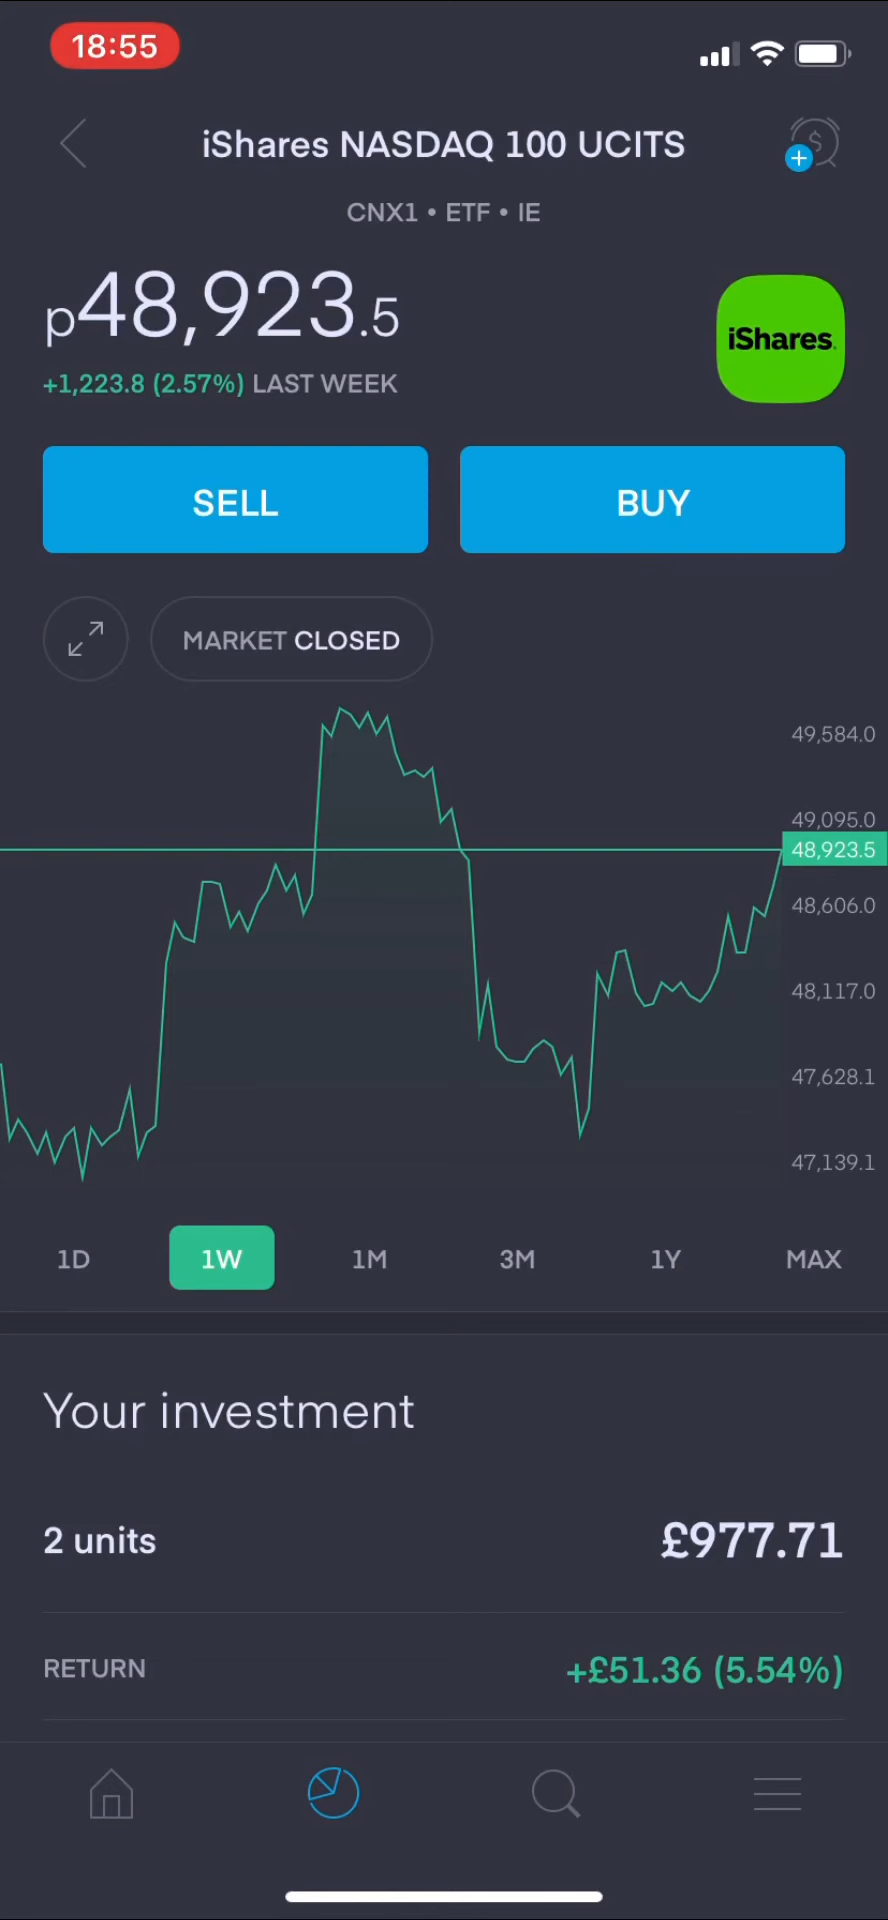 18:55
iShares NASDAQ 100 UCITS
$
CNX1 • ETF • IE
p48,923.5
iShares.
+1,223.8 (2.57%) LAST WEEK
SELL BUY
MARKET CLOSED
49,584.0
49,095.0
48,923.5
48,606.0
48,117.0
47,628.1
47,139.1
1D 1W 1M 3M 1Y MAX
Your investment
2 units £977.71
RETURN +£51.36 (5.54%)